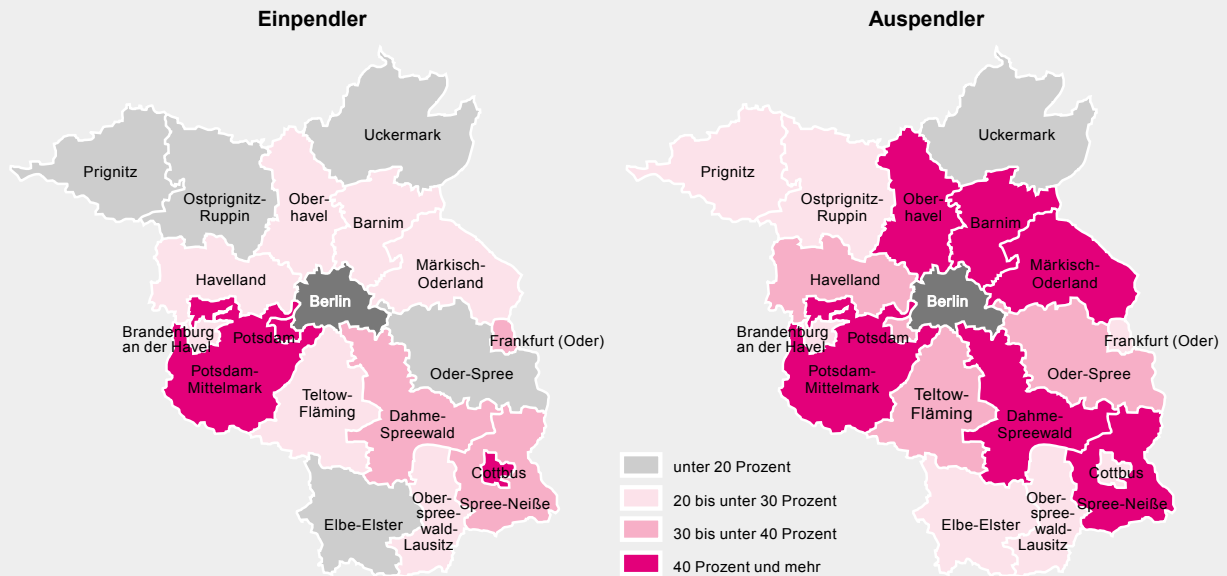 Einpendler
Uckermark
Prignitz
Ostprignitz-
Ruppin
Ober-
havel
Barnim
Havelland
Märkisch-
Oderland
Berlin
Brandenburg
an der Havel
Potsdam
Frankfurt (Oder)
Potsdam-
Mittelmark
Oder-Spree
Teltow-
Fläming
Dahme-
Spreewald
Cottbus
Spree-Neiße
Elbe-Elster
Ober-
spree-
wald-
Lausitz
Auspendler
Uckermark
Prignitz
Ostprignitz-
Ruppin
Ober-
havel
Barnim
Havelland
Märkisch-
Oderland
Berlin
Brandenburg
an der Havel
Potsdam
Frankfurt (Oder)
Potsdam-
Mittelmark
Oder-Spree
Teltow-
Fläming
Dahme-
Spreewald
Cottbus
Spree-Neiße
Elbe-Elster
Ober-
spree-
wald-
Lausitz
unter 20 Prozent
20 bis unter 30 Prozent
30 bis unter 40 Prozent
40 Prozent und mehr